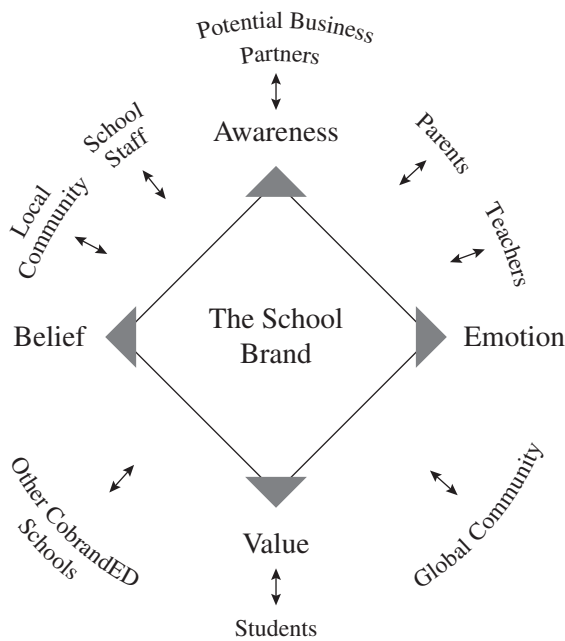 Potential Business
Partners
Awareness
School
Staff
Parents
Local
Community
Teachers
Belief
The School
Brand
Emotion
Other CobrandED
Schools
Global Community
Value
Students